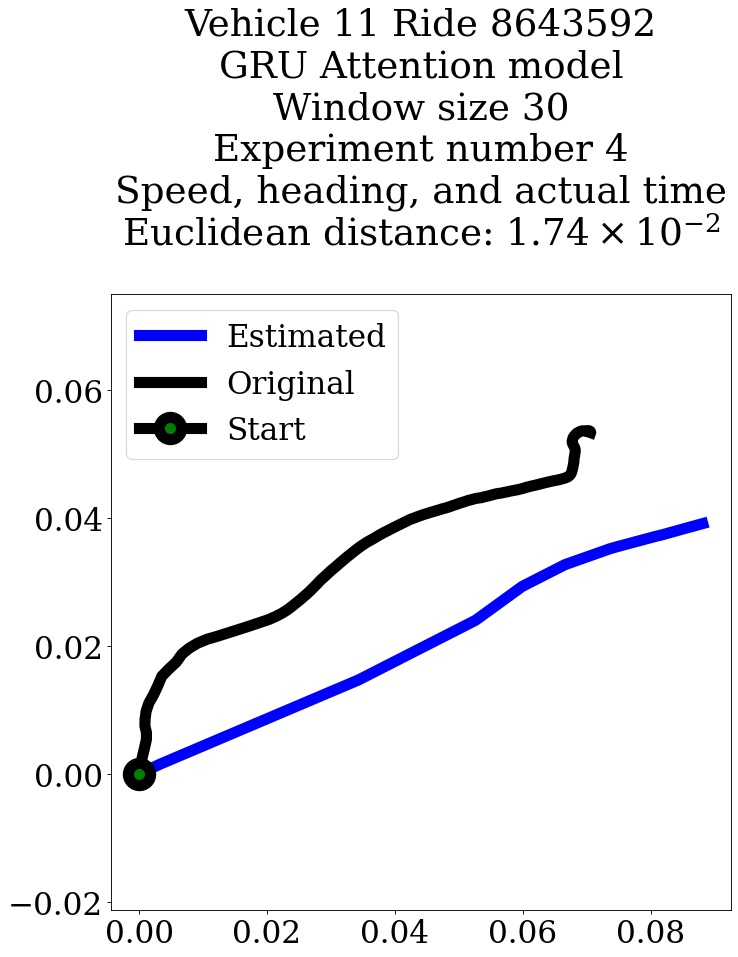 Vehicle 11 Ride 8643592
GRU Attention model
Window size 30
Experiment number 4
Speed, heading, and actual time
Euclidean distance: 1.74 × 10⁻²
Estimated
Original
Start
0.06
0.04
0.02
0.00
−0.02
0.00 0.02 0.04 0.06 0.08